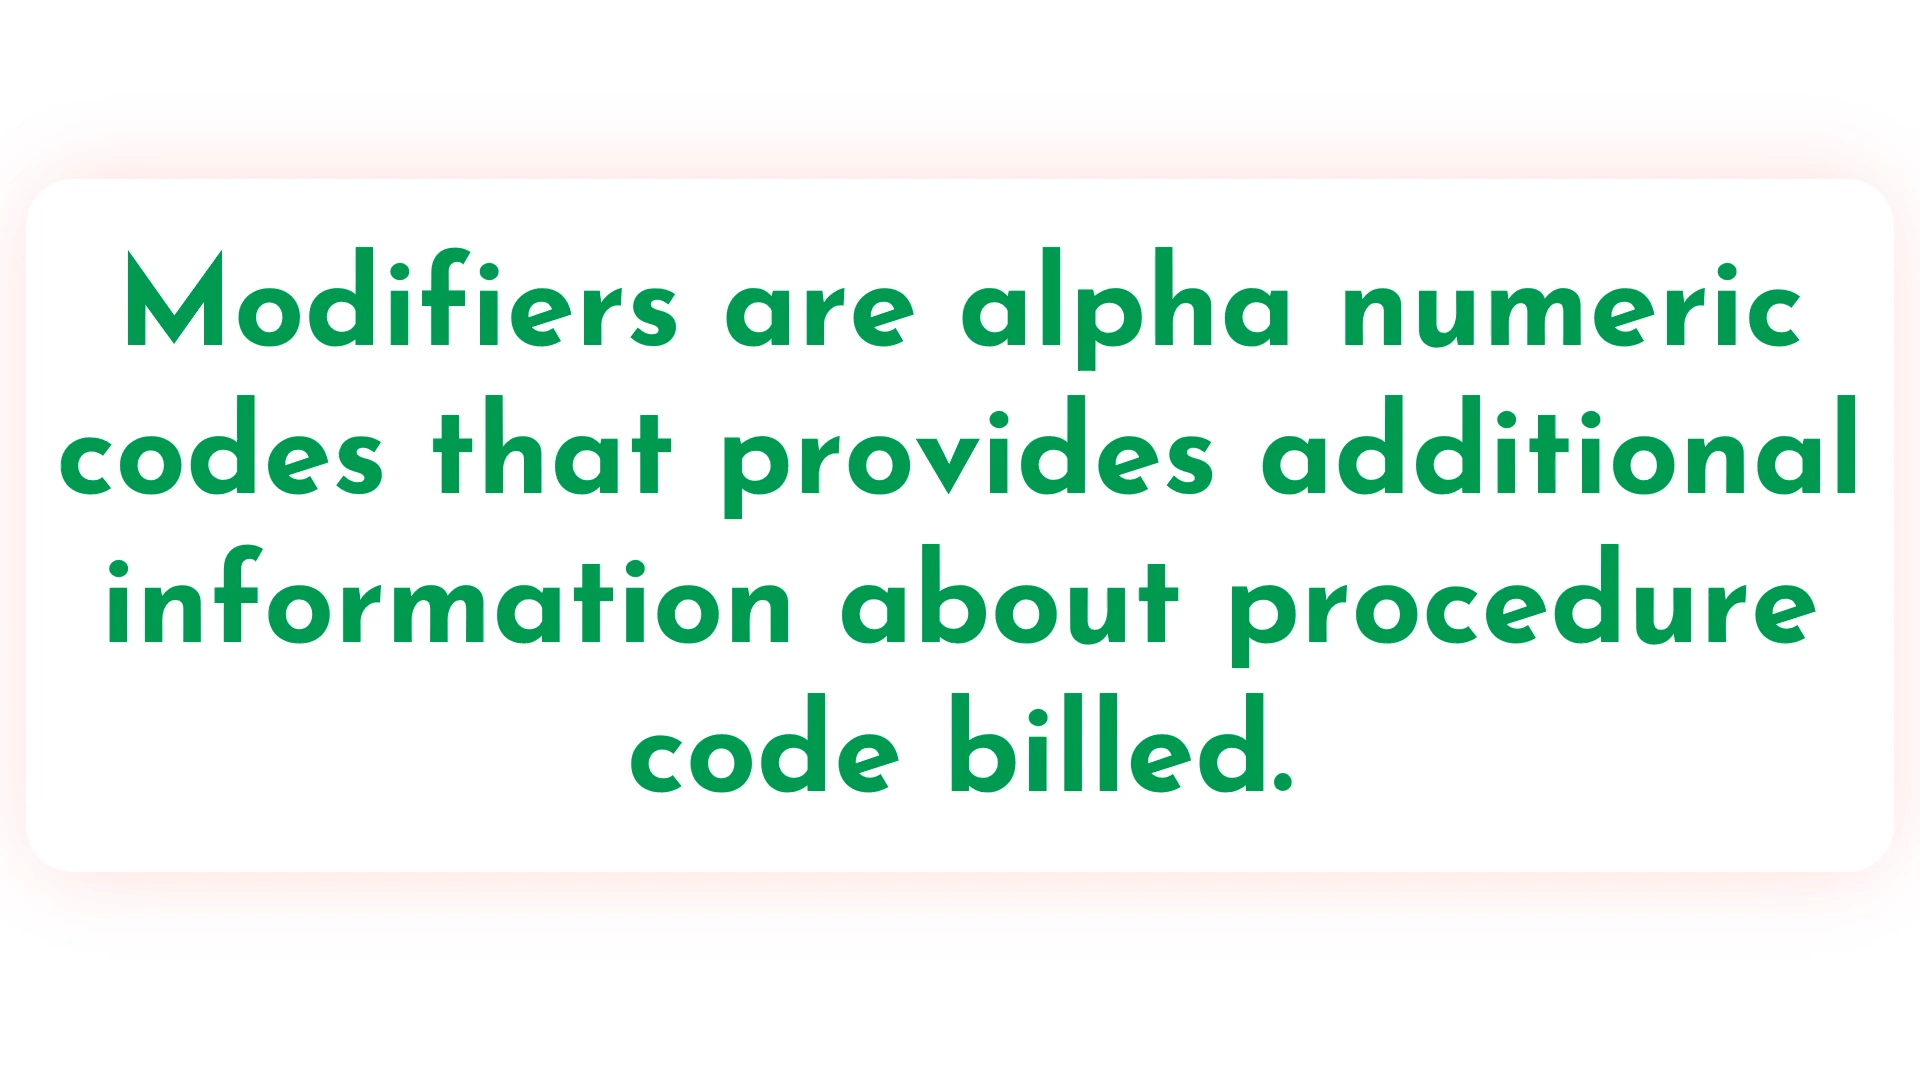 Modifiers are alpha numeric
codes that provides additional
information about procedure
code billed.